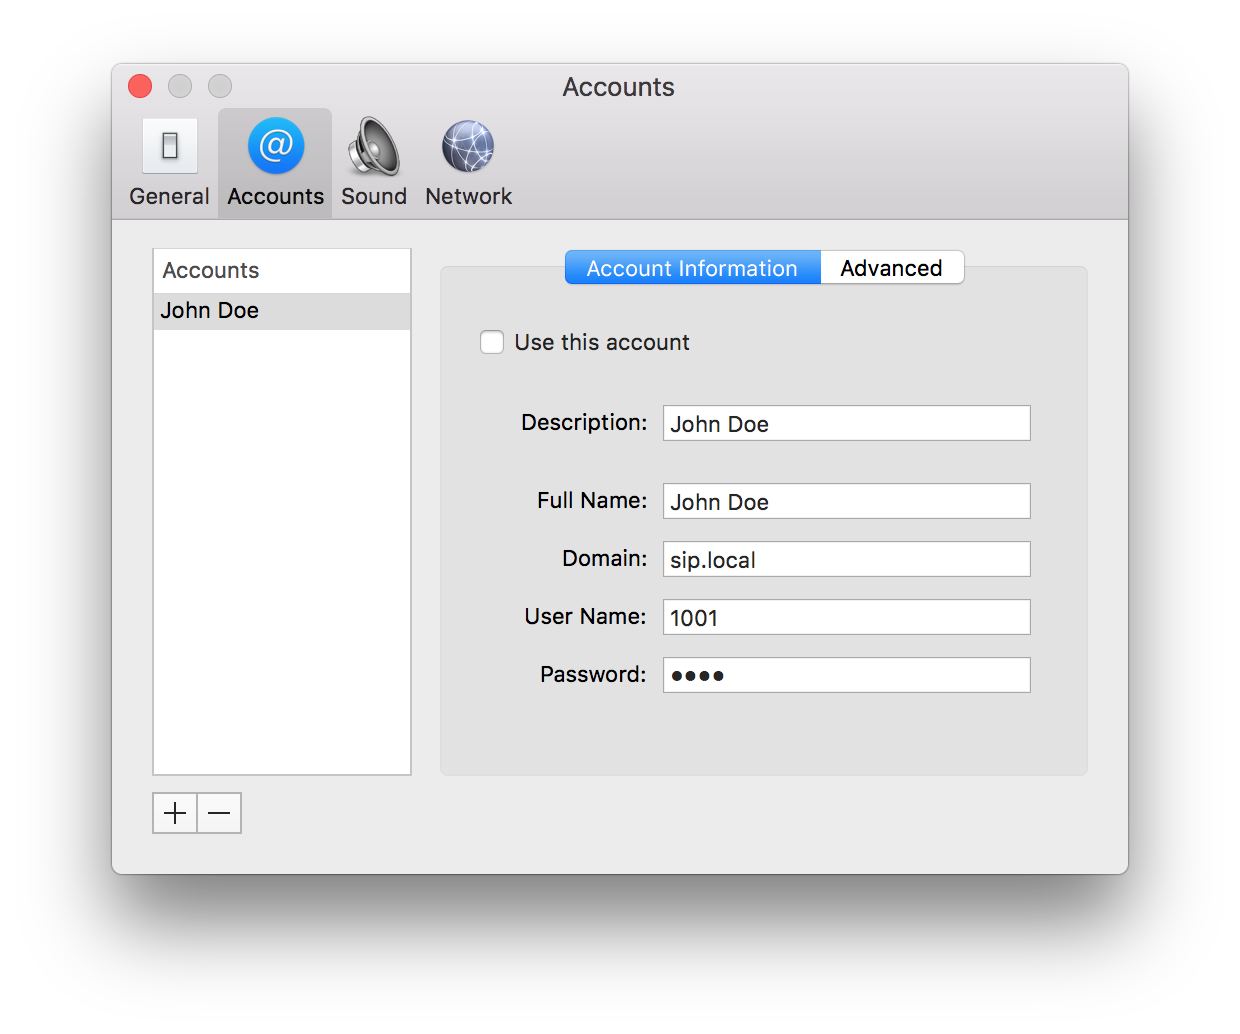 Accounts
General Accounts Sound Network
Accounts
John Doe
Account Information Advanced
Use this account
Description: John Doe
Full Name: John Doe
Domain: sip.local
User Name: 1001
Password: ●●●●